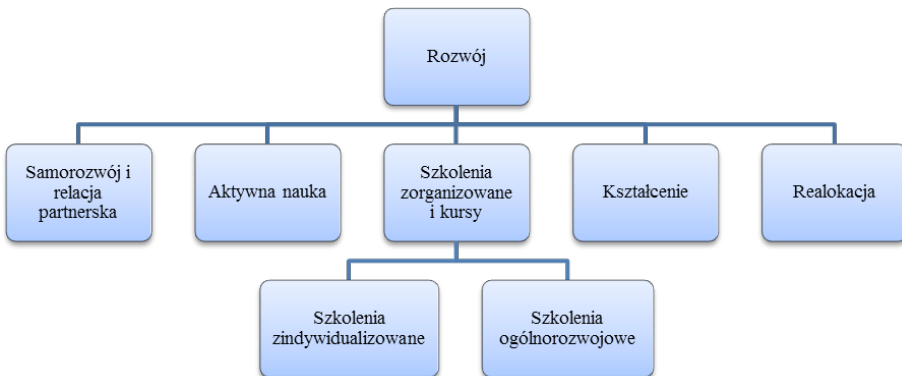 Rozwój
Samorozwój i
relacja
partnerska
Aktywna nauka
Szkolenia
zorganizowane
i kursy
Kształcenie
Realokacja
Szkolenia
zindywidualizowane
Szkolenia
ogólnorozwojowe